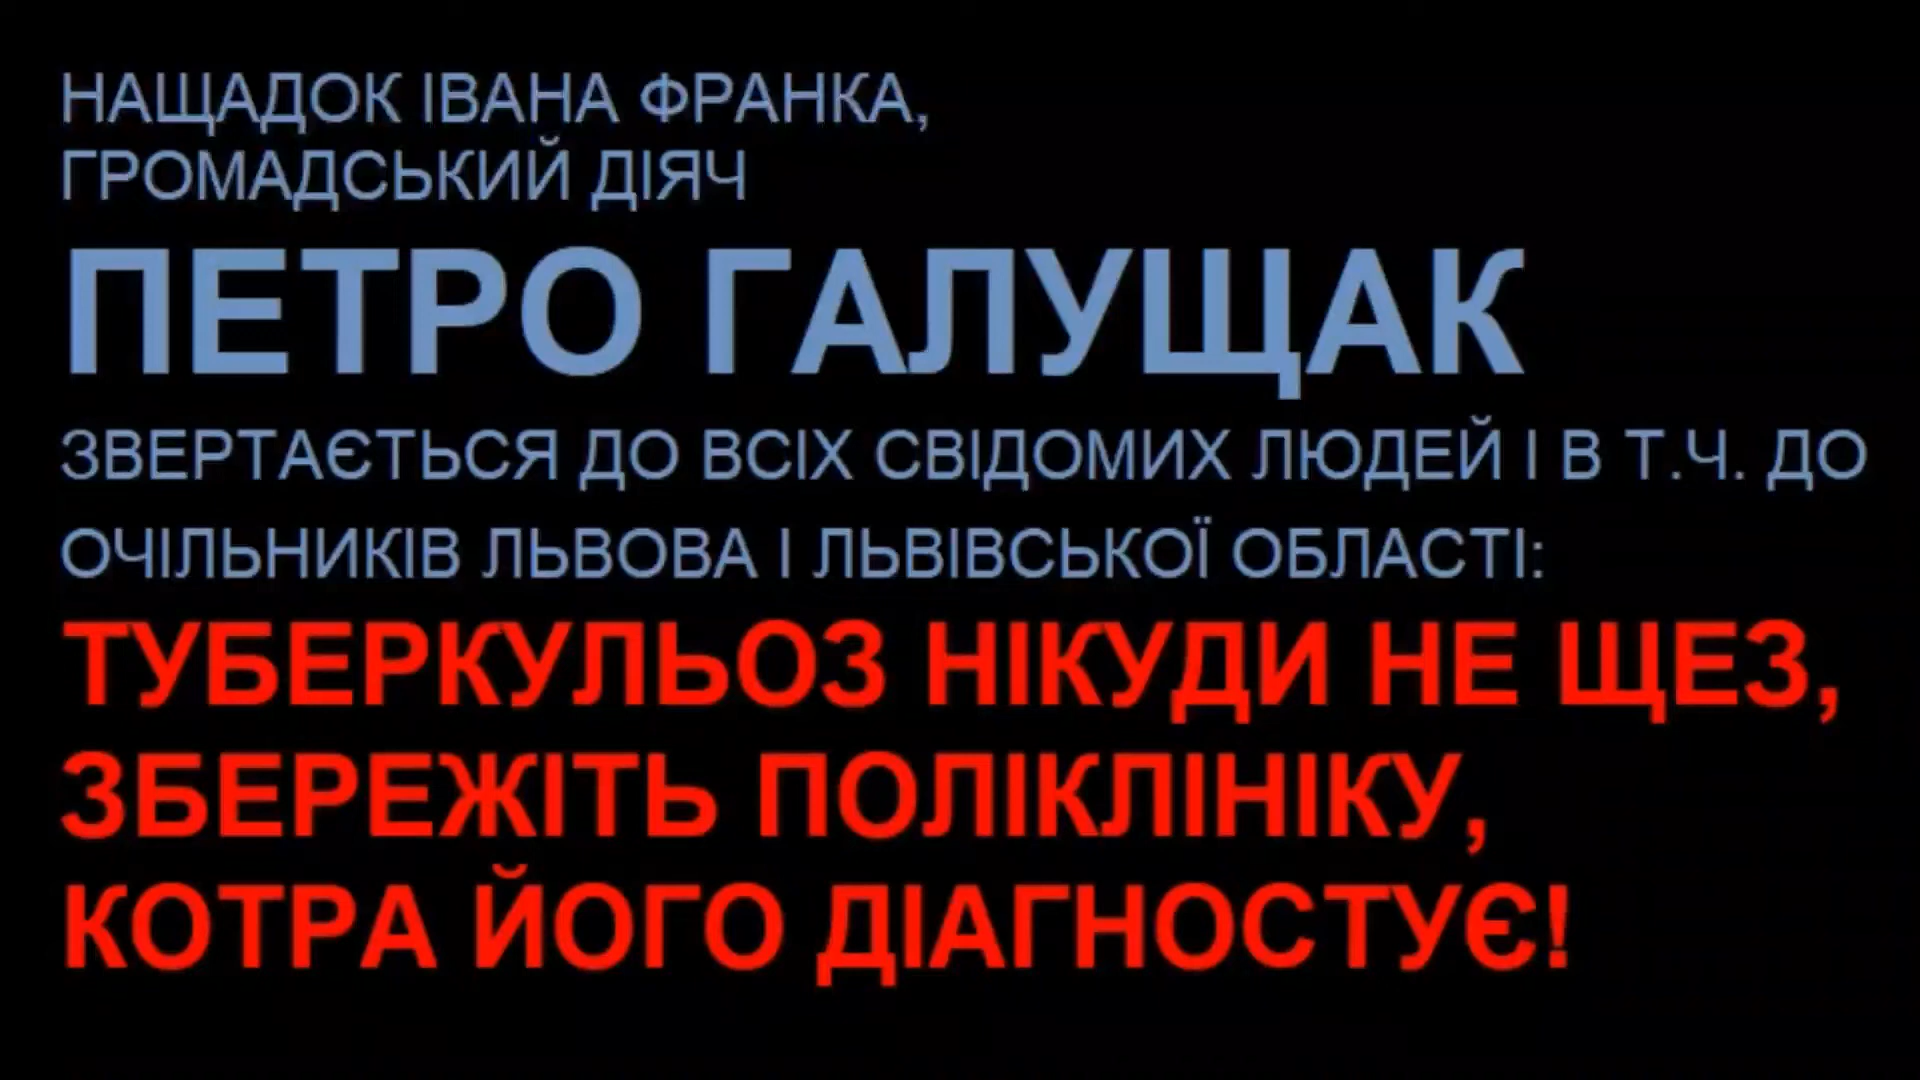 НАЩАДОК ІВАНА ФРАНКА,
ГРОМАДСЬКИЙ ДІЯЧ
ПЕТРО ГАЛУЩАК
ЗВЕРТАЄТЬСЯ ДО ВСІХ СВІДОМИХ ЛЮДЕЙ І В Т.Ч. ДО
ОЧІЛЬНИКІВ ЛЬВОВА І ЛЬВІВСЬКОЇ ОБЛАСТІ:
ТУБЕРКУЛЬОЗ НІКУДИ НЕ ЩЕЗ,
ЗБЕРЕЖІТЬ ПОЛІКЛІНІКУ,
КОТРА ЙОГО ДІАГНОСТУЄ!